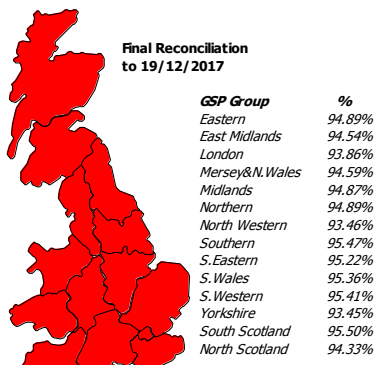 Final Reconciliation
to 19/12/2017
GSP Group %
Eastern 94.89%
East Midlands 94.54%
London 93.86%
Mersey&N.Wales 94.59%
Midlands 94.87%
Northern 94.89%
North Western 93.46%
Southern 95.47%
S.Eastern 95.22%
S.Wales 95.36%
S.Western 95.41%
Yorkshire 93.45%
South Scotland 95.50%
North Scotland 94.33%